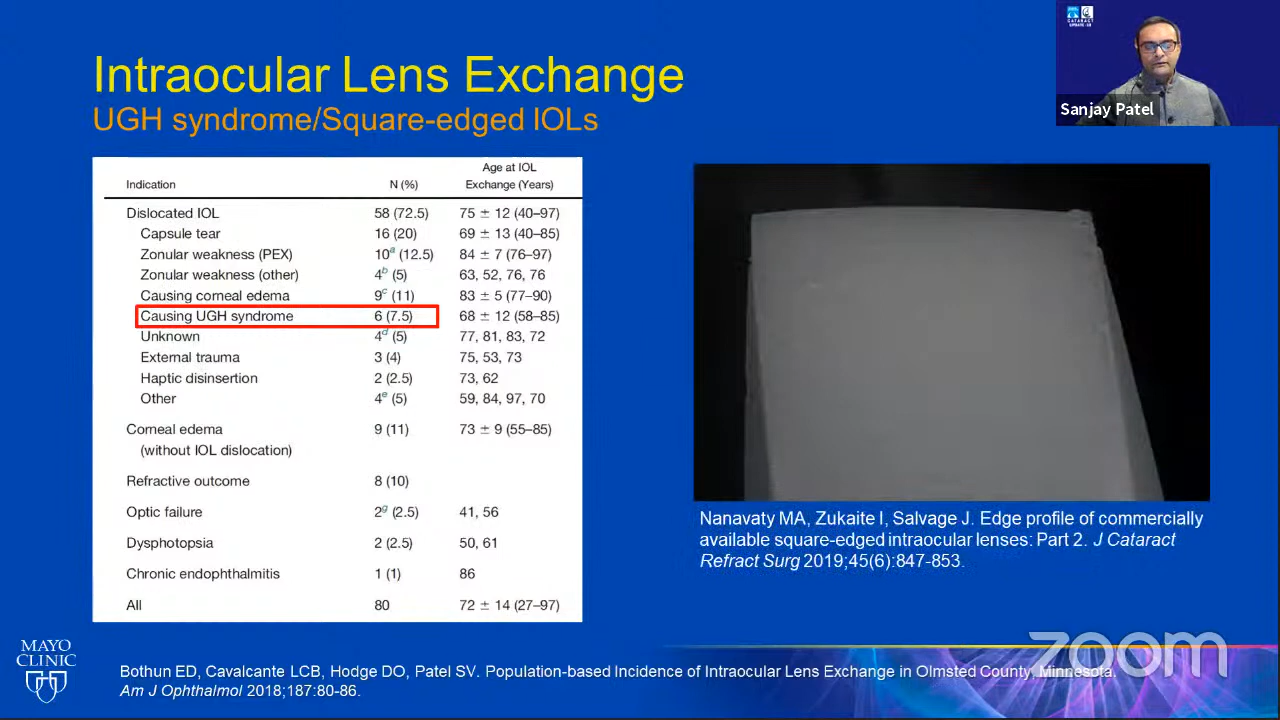 CATARACT
UPDATE
Sanjay Patel
Intraocular Lens Exchange
UGH syndrome/Square-edged IOLs
Indication N (%) Age at IOL Exchange (Years)
Dislocated IOL 58 (72.5) 75 ± 12 (40–97)
Capsule tear 16 (20) 69 ± 13 (40–85)
Zonular weakness (PEX) 10a (12.5) 84 ± 7 (76–97)
Zonular weakness (other) 4b (5) 63, 52, 76, 76
Causing corneal edema 9c (11) 83 ± 5 (77–90)
Causing UGH syndrome 6 (7.5) 68 ± 12 (58–85)
Unknown 4d (5) 77, 81, 83, 72
External trauma 3 (4) 75, 53, 73
Haptic disinsertion 2 (2.5) 73, 62
Other 4e (5) 59, 84, 97, 70
Corneal edema 9 (11) 73 ± 9 (55–85)
(without IOL dislocation)
Refractive outcome 8 (10)
Optic failure 2g (2.5) 41, 56
Dysphotopsia 2 (2.5) 50, 61
Chronic endophthalmitis 1 (1) 86
All 80 72 ± 14 (27–97)
Nanavaty MA, Zukaite I, Salvage J. Edge profile of commercially
available square-edged intraocular lenses: Part 2. J Cataract
Refract Surg 2019;45(6):847-853.
MAYO
CLINIC
Bothun ED, Cavalcante LCB, Hodge DO, Patel SV. Population-based Incidence of Intraocular Lens Exchange in Olmsted County, Minnesota.
Am J Ophthalmol 2018;187:80-86.
zoom